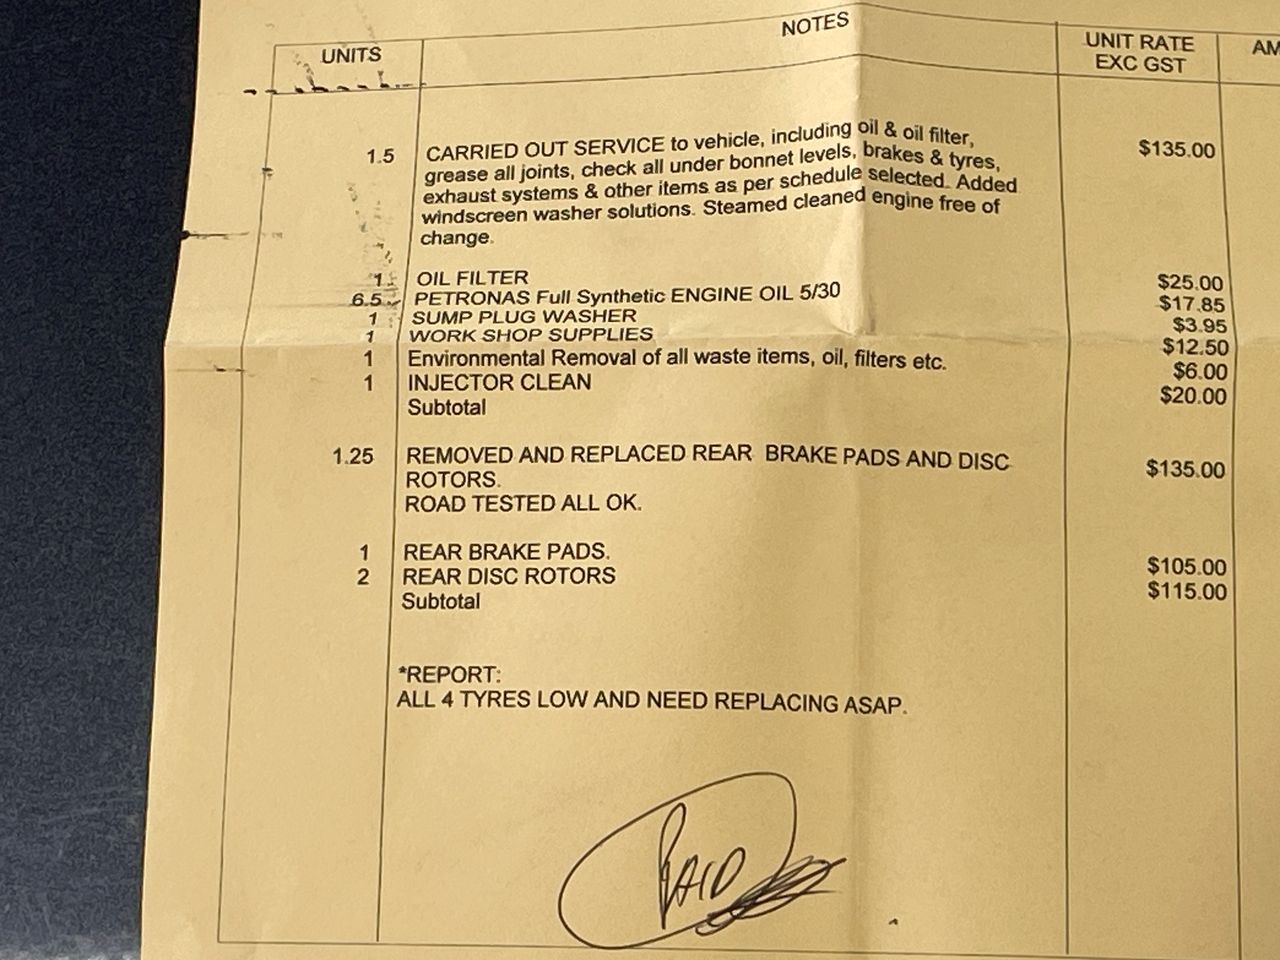 UNITS NOTES UNIT RATE EXC GST AM
1.5 CARRIED OUT SERVICE to vehicle, including oil & oil filter, $135.00
grease all joints, check all under bonnet levels, brakes & tyres,
exhaust systems & other items as per schedule selected. Added
windscreen washer solutions. Steamed cleaned engine free of
change.
1 OIL FILTER $25.00
6.5 PETRONAS Full Synthetic ENGINE OIL 5/30 $17.85
1 SUMP PLUG WASHER $3.95
1 WORK SHOP SUPPLIES $12.50
1 Environmental Removal of all waste items, oil, filters etc. $6.00
1 INJECTOR CLEAN $20.00
Subtotal
1.25 REMOVED AND REPLACED REAR BRAKE PADS AND DISC $135.00
ROTORS.
ROAD TESTED ALL OK.
1 REAR BRAKE PADS. $105.00
2 REAR DISC ROTORS $115.00
Subtotal
*REPORT:
ALL 4 TYRES LOW AND NEED REPLACING ASAP.
PAID